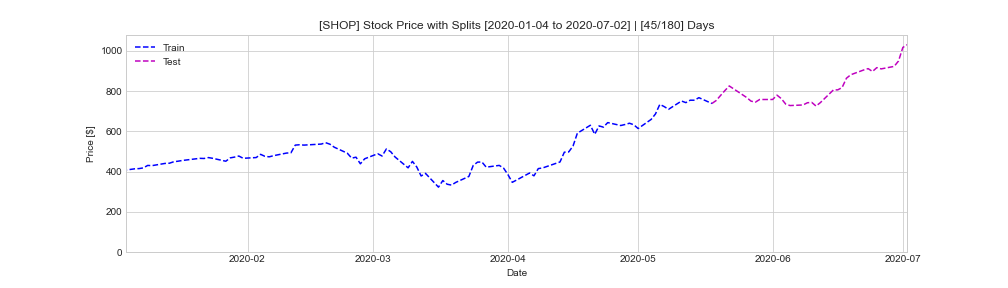 [SHOP] Stock Price with Splits [2020-01-04 to 2020-07-02] | [45/180] Days
Train
Test
Price [$]
1000
800
600
400
200
0
2020-02 2020-03 2020-04 2020-05 2020-06 2020-07
Date